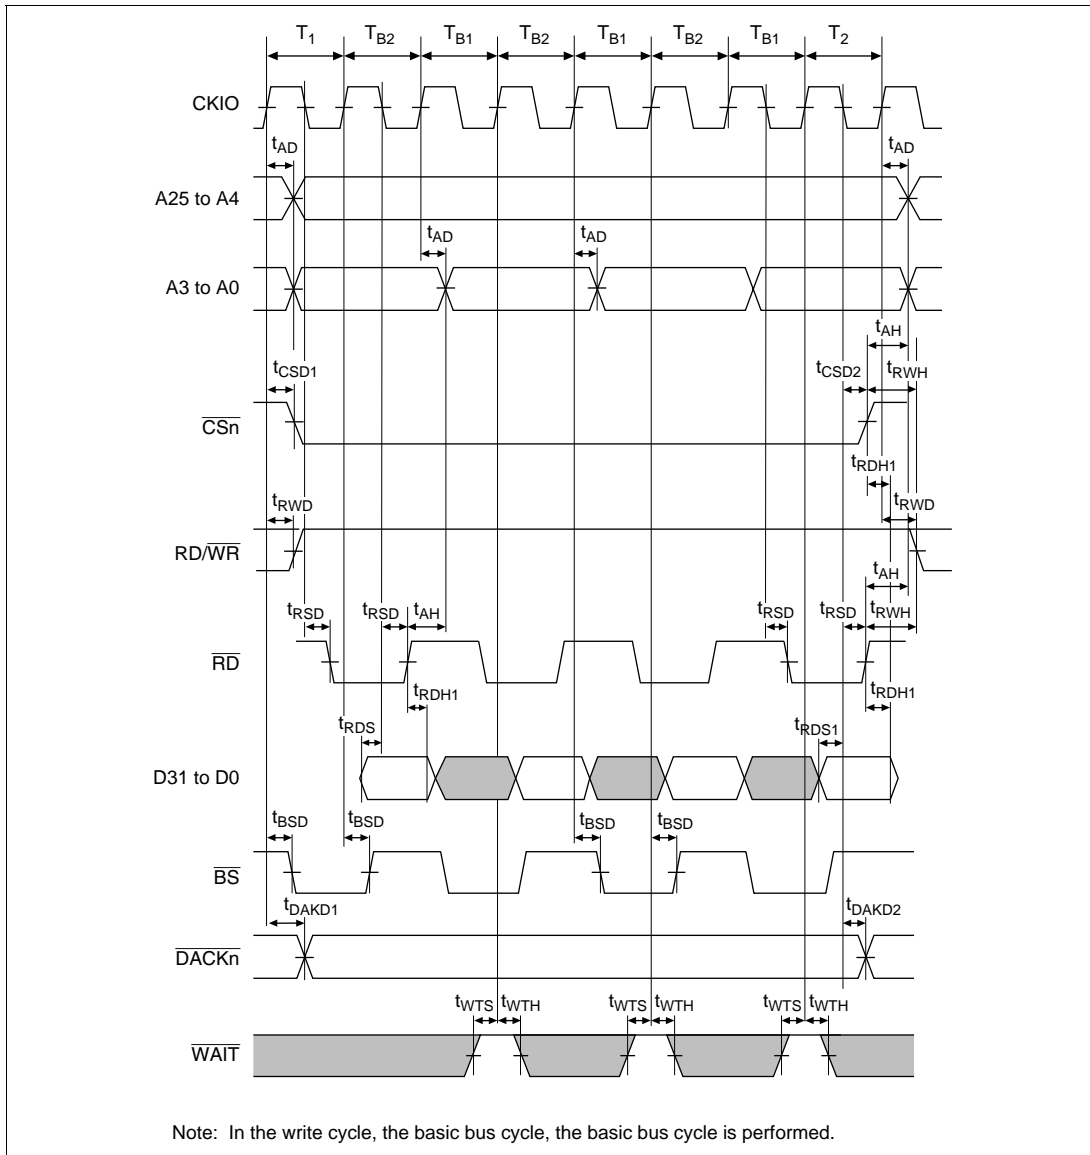 T1 TB2 TB1 TB2 TB1 TB2 TB1 T2
CKIO
tAD tAD
A25 to A4
tAD tAD
A3 to A0
tAH
tCSD1 tCSD2 tRWH
CSn
tRDH1
tRWD tRWD
RD/WR
tAH
tRSD tRSD tAH tRSD tRSD tRWH
RD
tRDH1 tRDH1
tRDS tRDS1
D31 to D0
tBSD tBSD tBSD tBSD
BS
tDAKD1 tDAKD2
DACKn
tWTS tWTH tWTS tWTH tWTS tWTH
WAIT
Note: In the write cycle, the basic bus cycle, the basic bus cycle is performed.